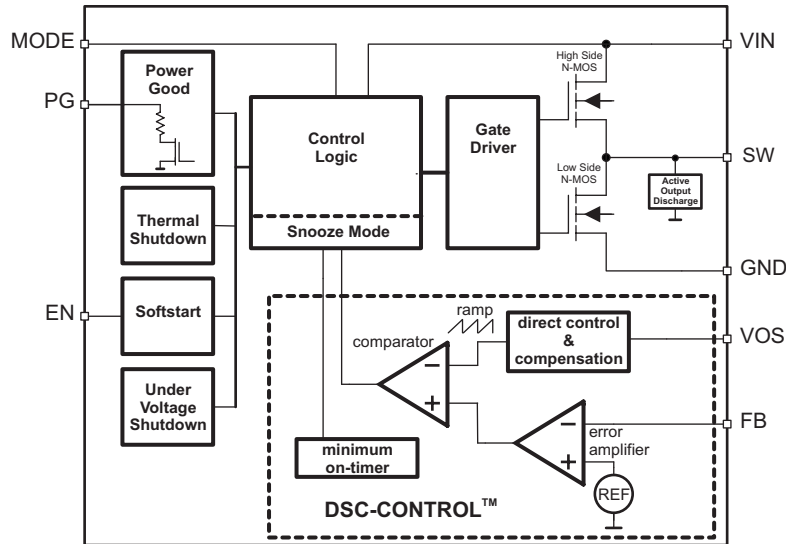 MODE
PG
EN
VIN
SW
GND
VOS
FB
Power
Good
Thermal
Shutdown
Softstart
Under
Voltage
Shutdown
Control
Logic
Snooze Mode
Gate
Driver
High Side
N-MOS
Low Side
N-MOS
Active
Output
Discharge
ramp
comparator
direct control
&
compensation
−
+
error
amplifier
−
+
REF
minimum
on-timer
DSC-CONTROL™